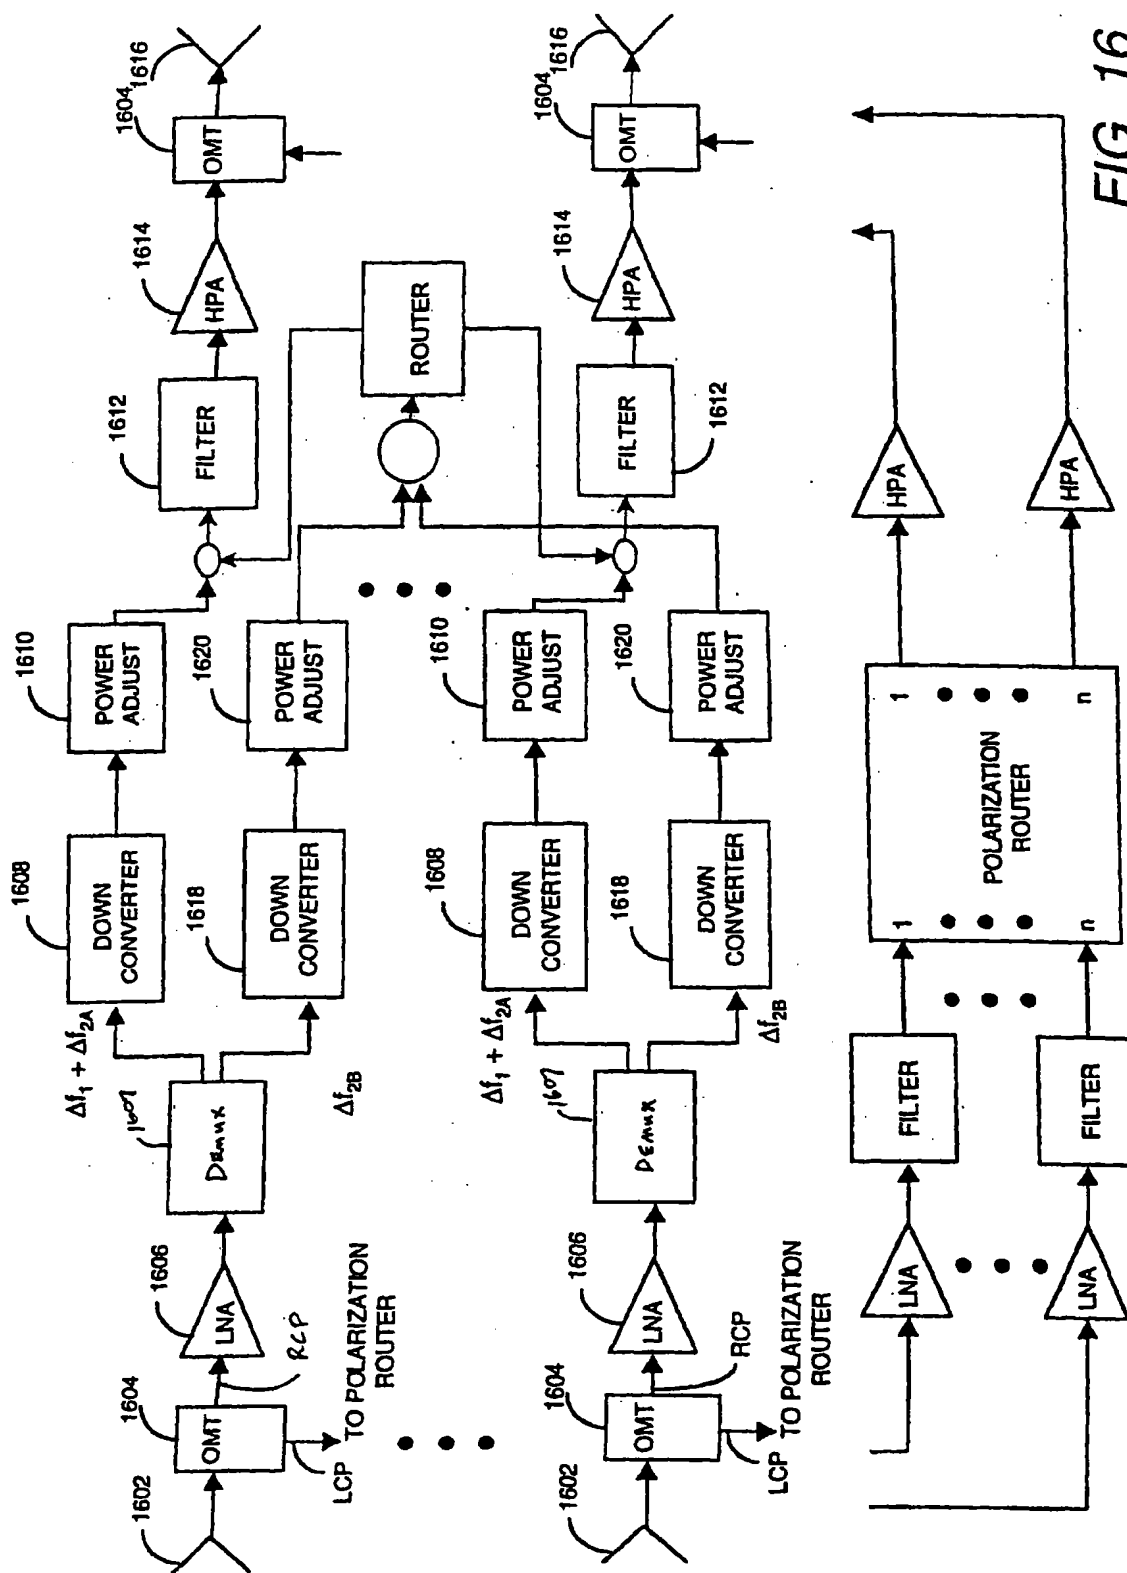 1602
1604
OMT
LCP
TO POLARIZATION
ROUTER
RCP
1606
LNA
1607
Demux
Δf1 + Δf2A
Δf2B
1608
DOWN
CONVERTER
1618
DOWN
CONVERTER
1610
POWER
ADJUST
1620
POWER
ADJUST
1612
FILTER
1614
HPA
1604
OMT
1616
ROUTER
1602
1604
OMT
LCP
TO POLARIZATION
ROUTER
RCP
1606
LNA
1607
Demux
Δf1 + Δf2A
Δf2B
1608
DOWN
CONVERTER
1618
DOWN
CONVERTER
1610
POWER
ADJUST
1620
POWER
ADJUST
FILTER
1612
1614
HPA
1604
OMT
1616
LNA
LNA
FILTER
FILTER
1
n
POLARIZATION
ROUTER
1
n
HPA
HPA
FIG. 16